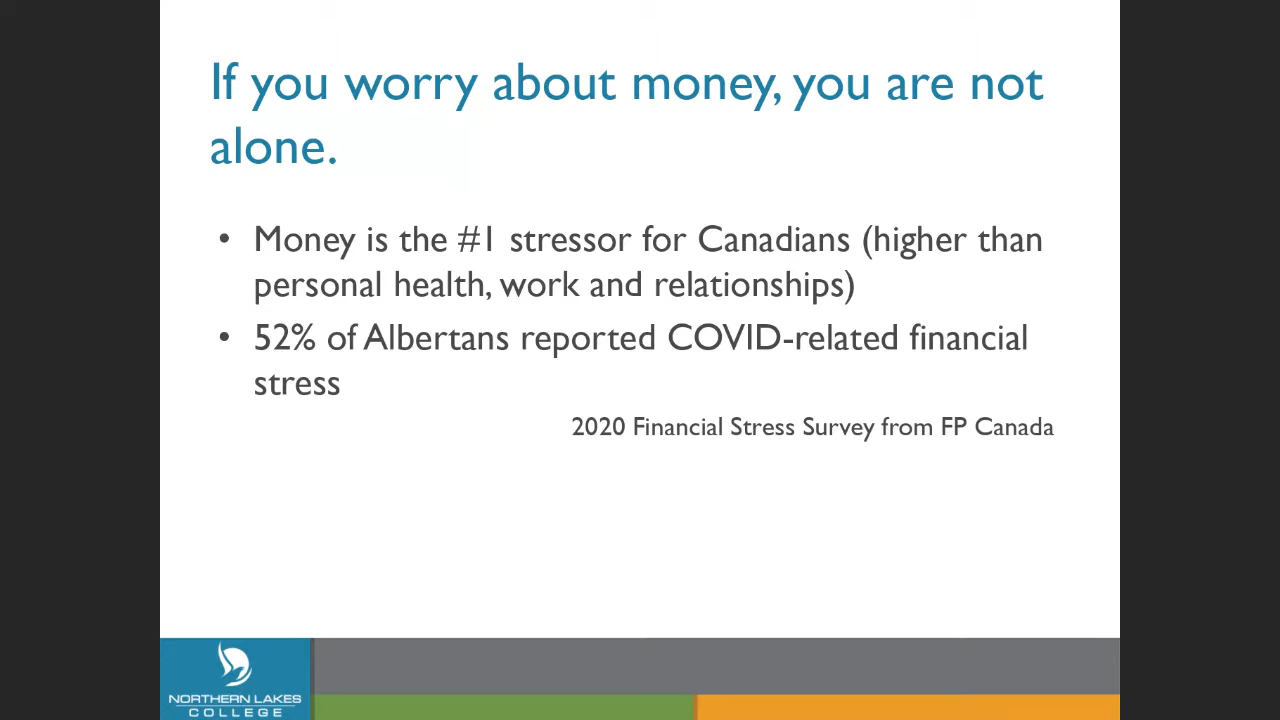 If you worry about money, you are not
alone.
• Money is the #1 stressor for Canadians (higher than
personal health, work and relationships)
• 52% of Albertans reported COVID-related financial
stress
2020 Financial Stress Survey from FP Canada
NORTHERN LAKES
COLLEGE